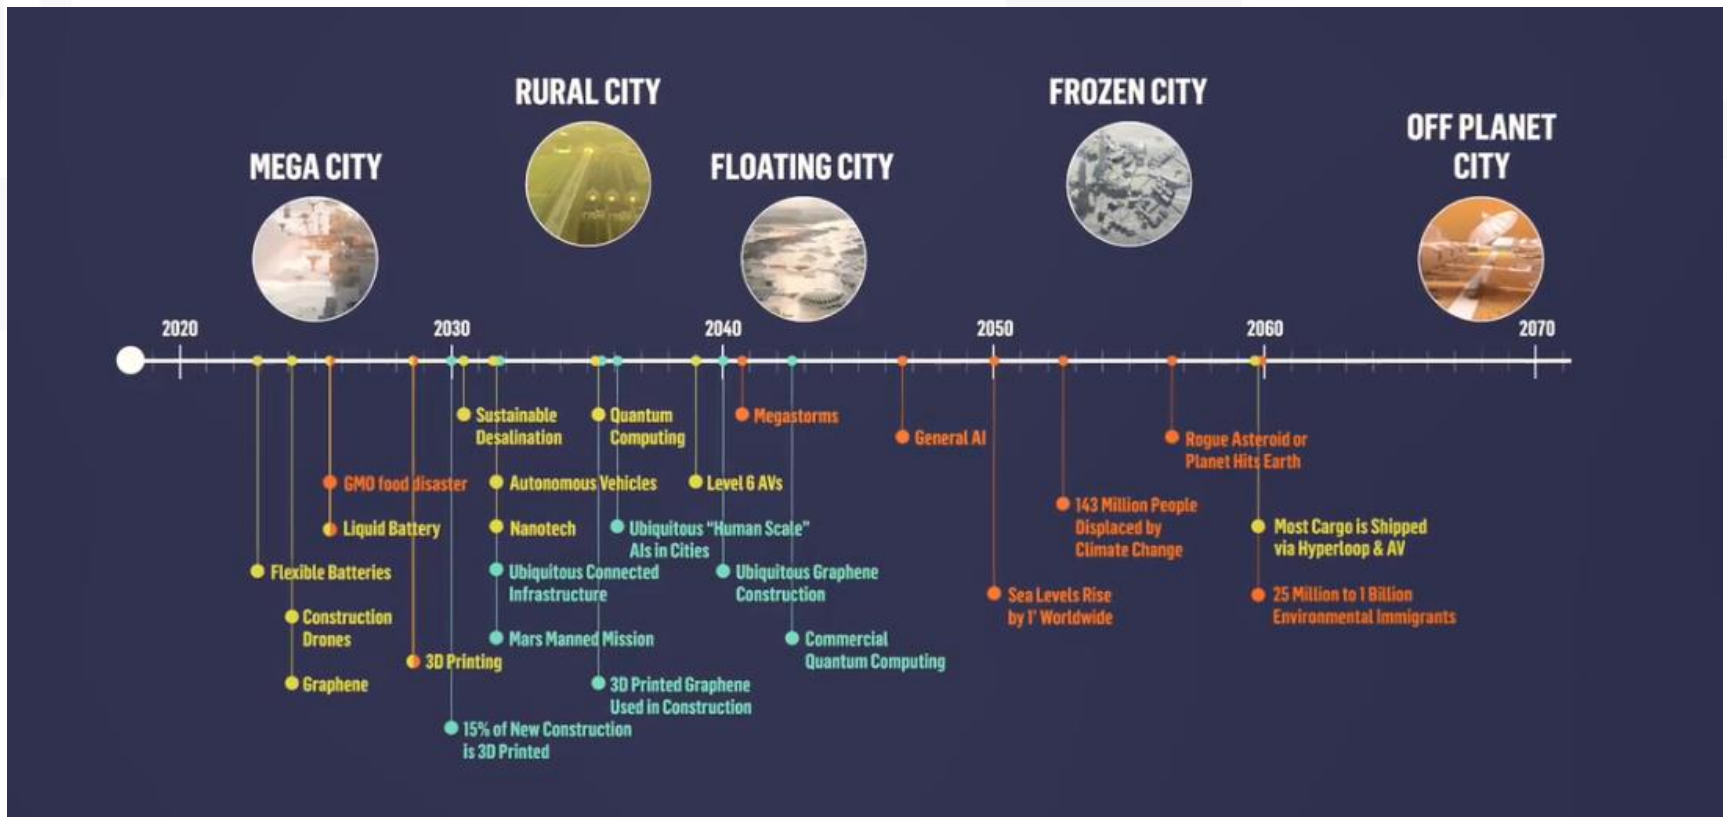 RURAL CITY
FROZEN CITY
OFF PLANET
CITY
MEGA CITY
FLOATING CITY
2020
2030
2040
2050
2060
2070
Sustainable
Desalination
Quantum
Computing
Megastorms
General AI
Rogue Asteroid or
Planet Hits Earth
GMO food disaster
Autonomous Vehicles
Level 6 AVs
143 Million People
Displaced by
Climate Change
Liquid Battery
Nanotech
Ubiquitous "Human Scale"
AIs in Cities
Most Cargo is Shipped
via Hyperloop & AV
Flexible Batteries
Ubiquitous Connected
Infrastructure
Ubiquitous Graphene
Construction
Sea Levels Rise
by 1' Worldwide
25 Million to 1 Billion
Environmental Immigrants
Construction
Drones
Mars Manned Mission
Commercial
Quantum Computing
3D Printing
Graphene
3D Printed Graphene
Used in Construction
15% of New Construction
is 3D Printed